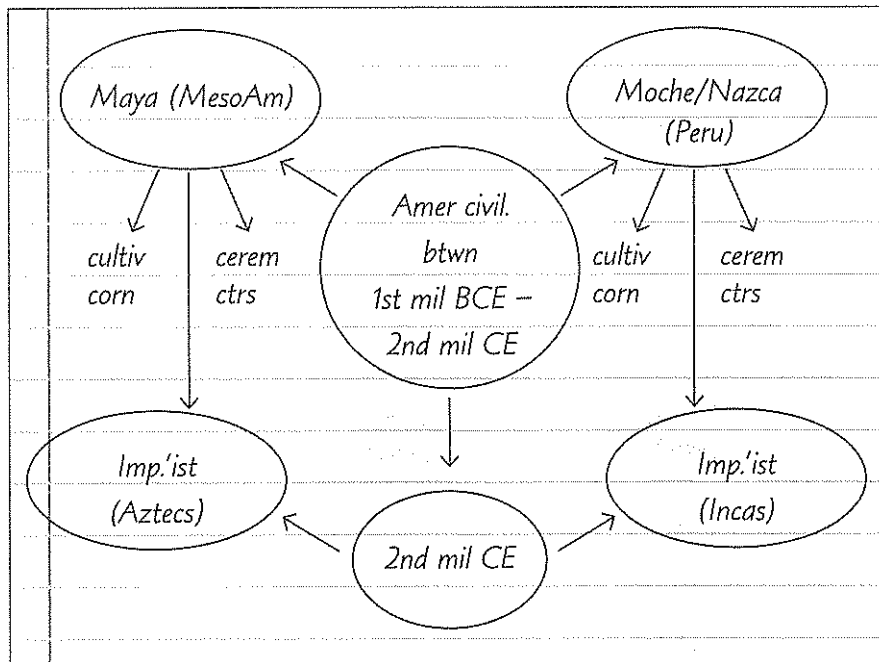 Maya (MesoAm)
Moche/Nazca
(Peru)
Amer civil.
btwn
1st mil BCE –
2nd mil CE
cultiv
corn
cerem
ctrs
cultiv
corn
cerem
ctrs
Imp.'ist
(Aztecs)
2nd mil CE
Imp.'ist
(Incas)